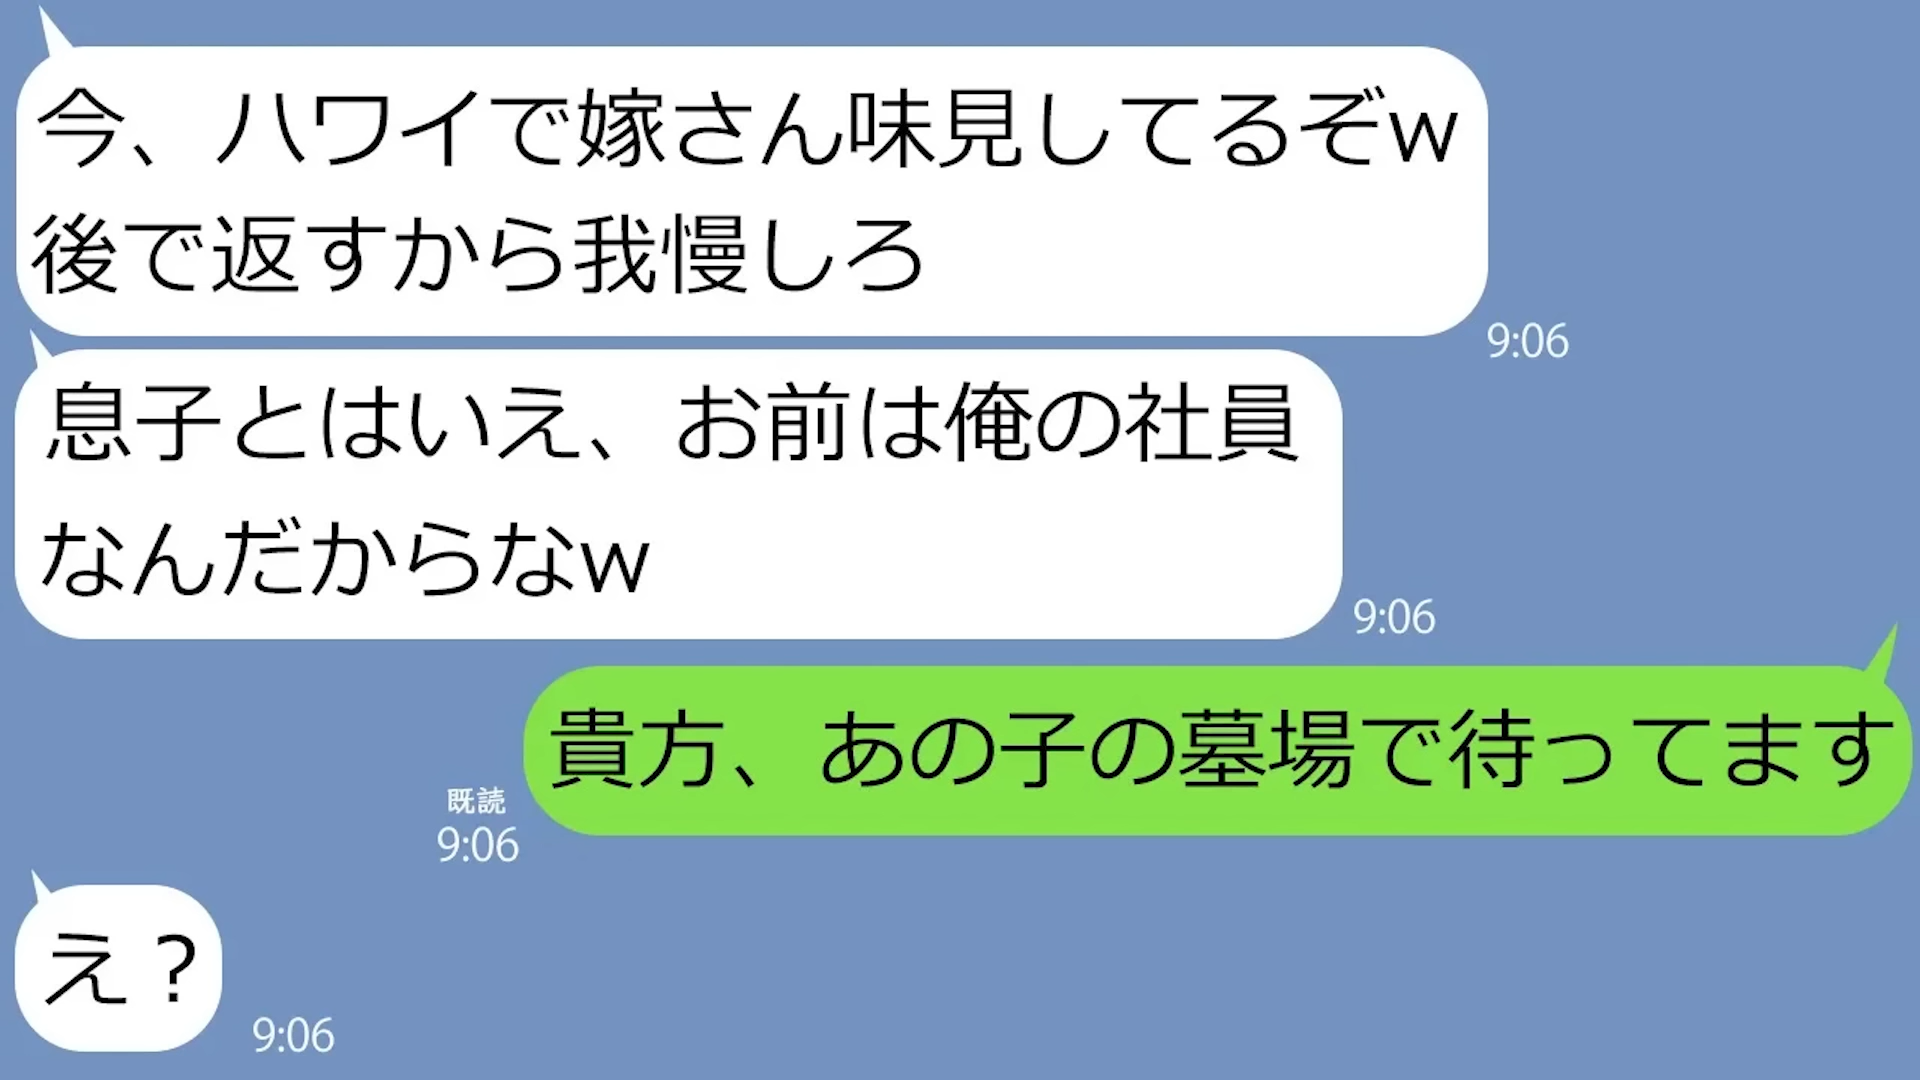 今、ハワイで嫁さん味見してるぞw
後で返すから我慢しろ
9:06
息子とはいえ、お前は俺の社員
なんだからなw
9:06
貴方、あの子の墓場で待ってます
既読
9:06
え？
9:06